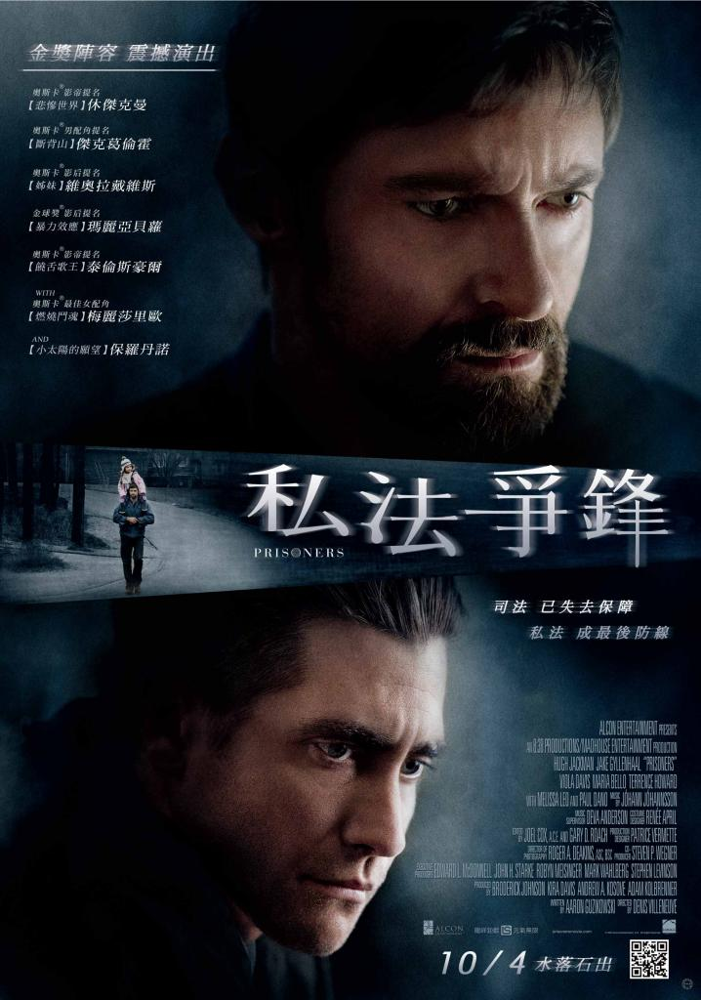 金獎陣容 震撼演出
奧斯卡®影帝提名
【悲慘世界】休傑克曼
奧斯卡®男配角提名
【斷背山】傑克葛倫霍
奧斯卡®影后提名
【姊妹】維奧拉戴維斯
金球獎®影后提名
【暴力效應】瑪麗亞貝蘿
奧斯卡®影帝提名
【饒舌歌王】泰倫斯豪爾
WITH
奧斯卡®最佳女配角
【燃燒鬥魂】梅麗莎里歐
AND
【小太陽的願望】保羅丹諾
私法爭鋒
PRISONERS
司法 已失去保障
私法 成最後防線
ALCON ENTERTAINMENT PRESENTS
AN 8:38 PRODUCTIONS/MADHOUSE ENTERTAINMENT PRODUCTION
HUGH JACKMAN JAKE GYLLENHAAL "PRISONERS"
VIOLA DAVIS MARIA BELLO TERRENCE HOWARD
WITH MELISSA LEO AND PAUL DANO MUSIC BY JÓHANN JÓHANNSSON
MUSIC SUPERVISOR DEVA ANDERSON COSTUME DESIGNER RENÉE APRIL
EDITED BY JOEL COX, A.C.E. AND GARY D. ROACH PRODUCTION DESIGNER PATRICE VERMETTE
DIRECTOR OF PHOTOGRAPHY ROGER A. DEAKINS, ASC, BSC CO-PRODUCER STEVEN P. WEGNER
EXECUTIVE PRODUCERS EDWARD L. McDONNELL JOHN H. STARKE ROBYN MEISINGER MARK WAHLBERG STEPHEN LEVINSON
PRODUCED BY BRODERICK JOHNSON KIRA DAVIS ANDREW A. KOSOVE ADAM KOLBRENNER
WRITTEN BY AARON GUZIKOWSKI DIRECTED BY DENIS VILLENEUVE
ALCON
10/4 水落石出